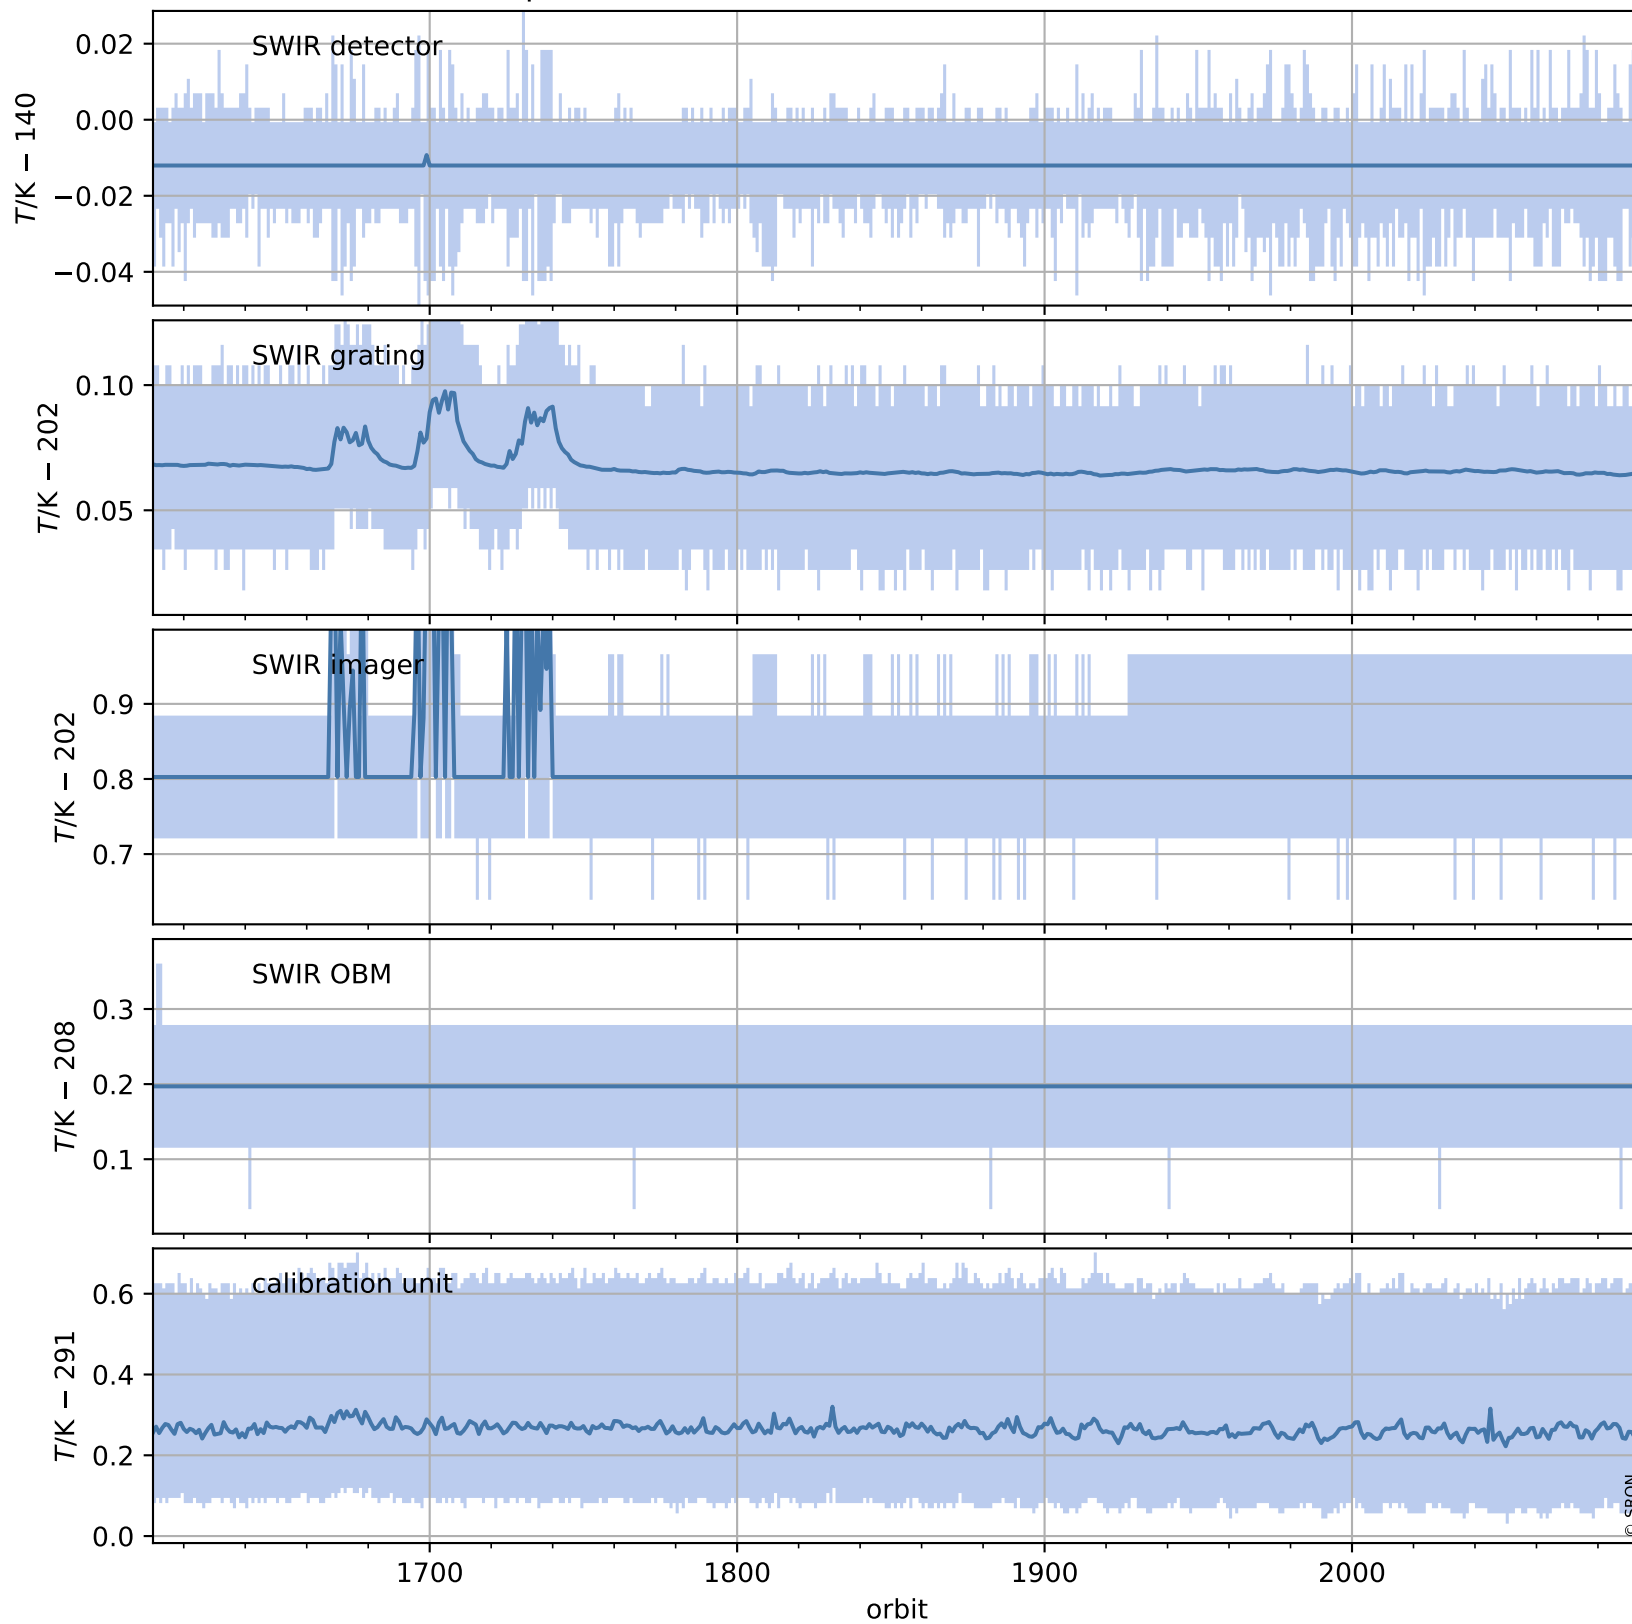 SWIR detector
0.02
0.00
−0.02
−0.04
T/K − 140
SWIR grating
0.10
0.05
T/K − 202
SWIR imager
0.9
0.8
0.7
T/K − 202
SWIR OBM
0.3
0.2
0.1
T/K − 208
calibration unit
0.6
0.4
0.2
0.0
T/K − 291
© SRON
1700
1800
1900
2000
orbit